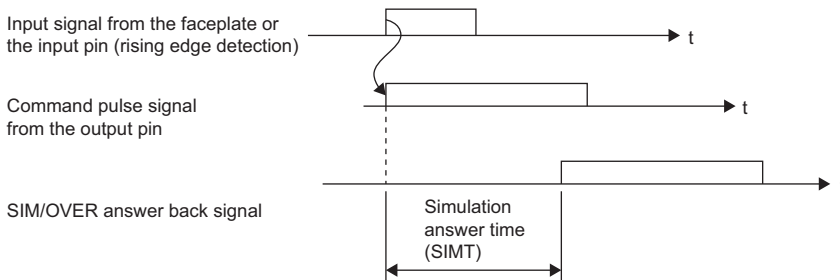 Input signal from the faceplate or
the input pin (rising edge detection)
t
Command pulse signal
from the output pin
t
SIM/OVER answer back signal
Simulation
answer time
(SIMT)